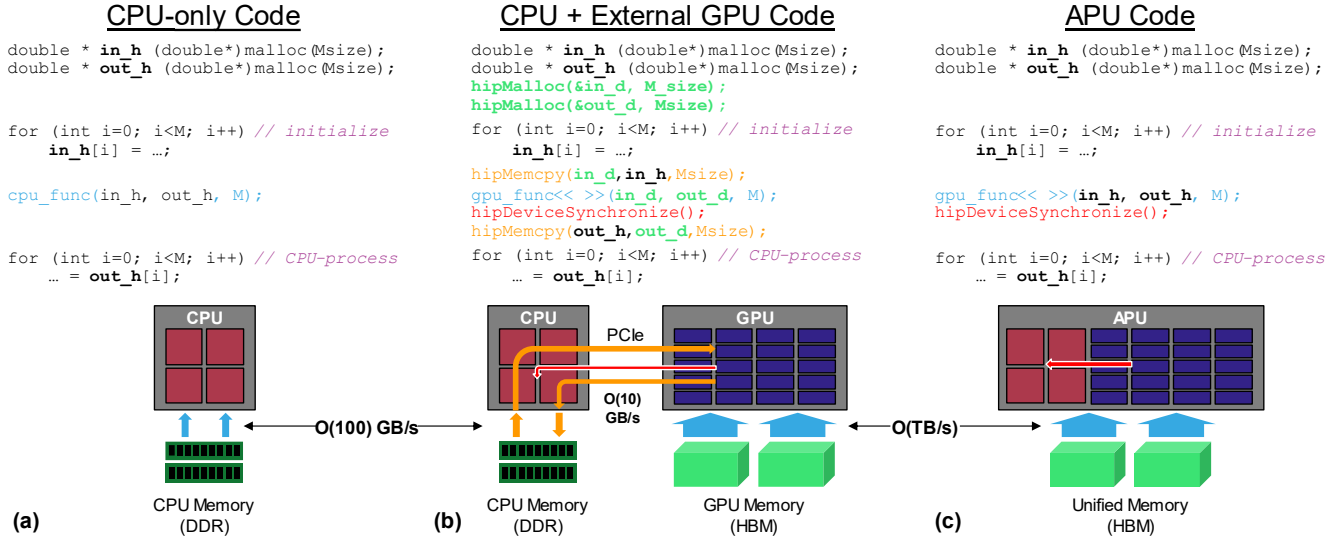 CPU-only Code
double * in_h (double*)malloc(Msize);
double * out_h (double*)malloc(Msize);
for (int i=0; i<M; i++) // initialize
in_h[i] = …;
cpu_func(in_h, out_h, M);
for (int i=0; i<M; i++) // CPU-process
… = out_h[i];
CPU
CPU Memory
(DDR)
(a)
O(100) GB/s
CPU + External GPU Code
double * in_h (double*)malloc(Msize);
double * out_h (double*)malloc(Msize);
hipMalloc(&in_d, M_size);
hipMalloc(&out_d, Msize);
for (int i=0; i<M; i++) // initialize
in_h[i] = …;
hipMemcpy(in_d,in_h,Msize);
gpu_func<< >>(in_d, out_d, M);
hipDeviceSynchronize();
hipMemcpy(out_h,out_d,Msize);
for (int i=0; i<M; i++) // CPU-process
… = out_h[i];
CPU
PCIe
GPU
O(10)
GB/s
CPU Memory
(DDR)
GPU Memory
(HBM)
(b)
O(TB/s)
APU Code
double * in_h (double*)malloc(Msize);
double * out_h (double*)malloc(Msize);
for (int i=0; i<M; i++) // initialize
in_h[i] = …;
gpu_func<< >>(in_h, out_h, M);
hipDeviceSynchronize();
for (int i=0; i<M; i++) // CPU-process
… = out_h[i];
APU
Unified Memory
(HBM)
(c)